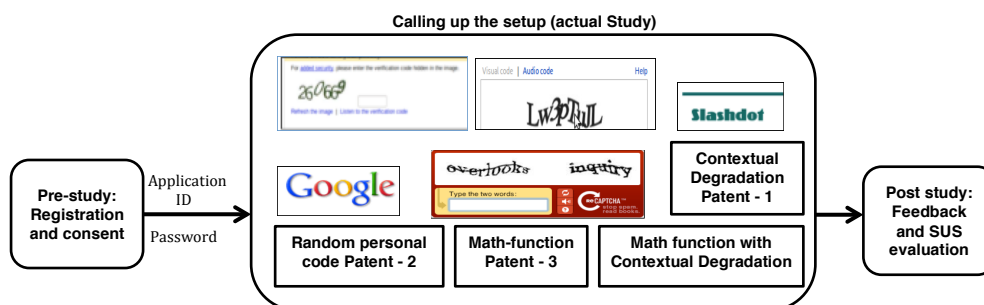 Calling up the setup (actual Study)
For added security, please enter the verification code hidden in the image.
260669
Refresh the image | Listen to the verification code
Visual code | Audio code Help
Lw3pTuJL
Slashdot
Pre-study:
Registration
and consent
Application
ID
Password
Google
overlooks inquiry
Type the two words:
reCAPTCHA™
stop spam.
read books.
Contextual
Degradation
Patent - 1
Random personal
code Patent - 2
Math-function
Patent - 3
Math function with
Contextual Degradation
Post study:
Feedback
and SUS
evaluation